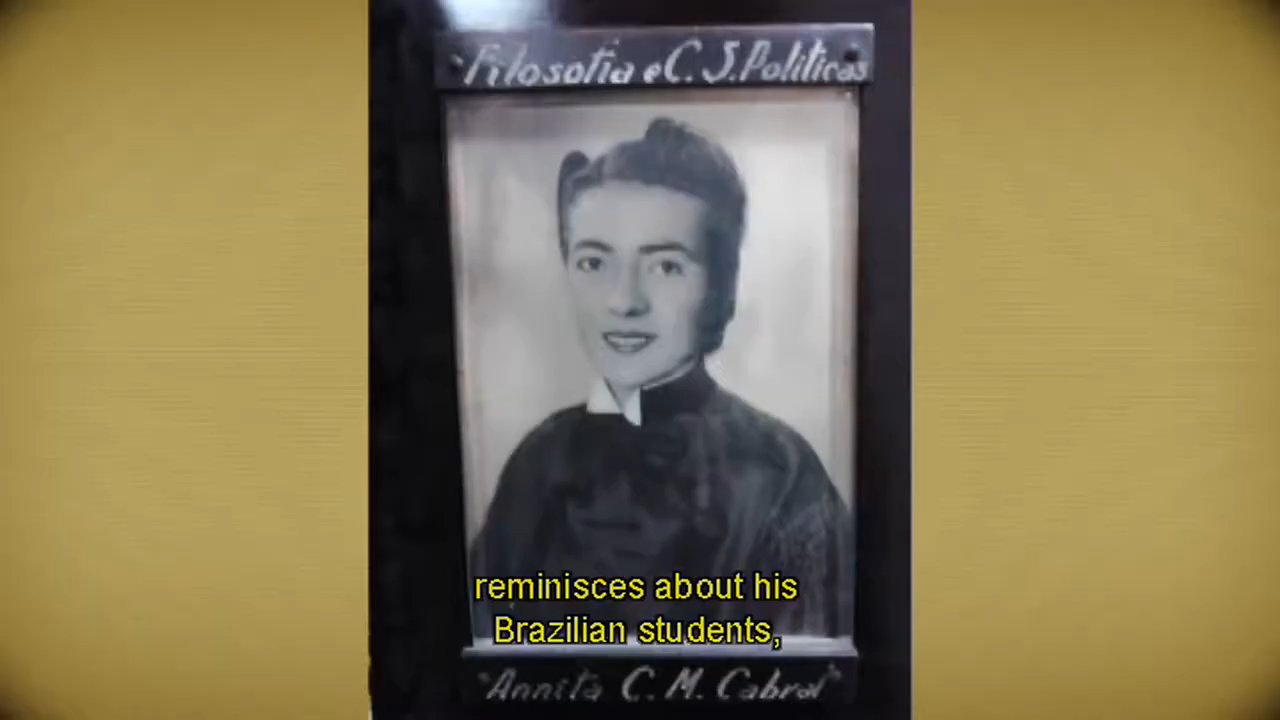 Filosofia e C. S. Politicas
reminisces about his
Brazilian students,
"Annita C. M. Cabral"